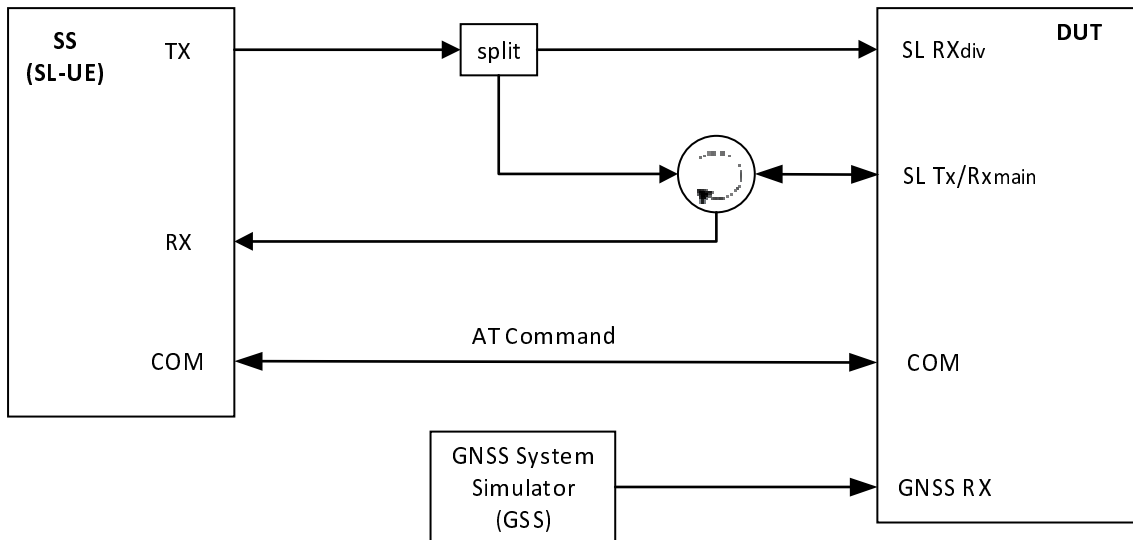 SS
(SL-UE)
TX
split
SL RXdiv
DUT
SL Tx/Rxmain
RX
AT Command
COM
COM
GNSS System
Simulator
(GSS)
GNSS RX